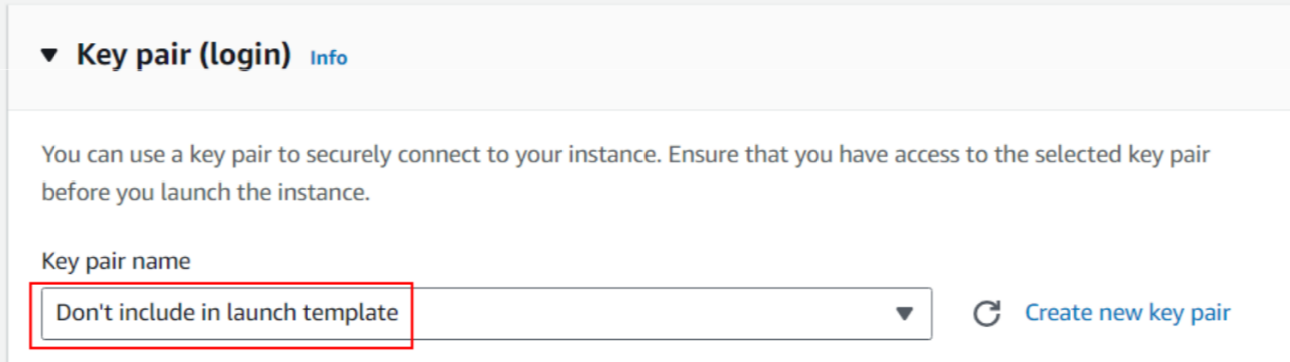 Key pair (login) Info
You can use a key pair to securely connect to your instance. Ensure that you have access to the selected key pair
before you launch the instance.
Key pair name
Don't include in launch template
Create new key pair